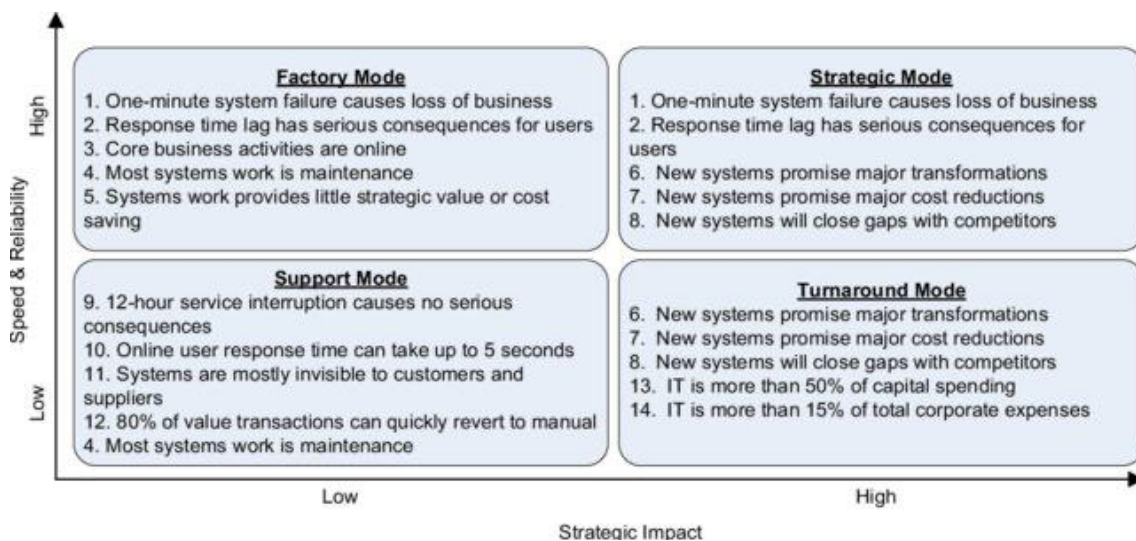 Factory Mode
1. One-minute system failure causes loss of business
2. Response time lag has serious consequences for users
3. Core business activities are online
4. Most systems work is maintenance
5. Systems work provides little strategic value or cost
saving
Strategic Mode
1. One-minute system failure causes loss of business
2. Response time lag has serious consequences for
users
6. New systems promise major transformations
7. New systems promise major cost reductions
8. New systems will close gaps with competitors
Support Mode
9. 12-hour service interruption causes no serious
consequences
10. Online user response time can take up to 5 seconds
11. Systems are mostly invisible to customers and
suppliers
12. 80% of value transactions can quickly revert to manual
4. Most systems work is maintenance
Turnaround Mode
6. New systems promise major transformations
7. New systems promise major cost reductions
8. New systems will close gaps with competitors
13. IT is more than 50% of capital spending
14. IT is more than 15% of total corporate expenses
High
Low
Speed & Reliability
Low
High
Strategic Impact